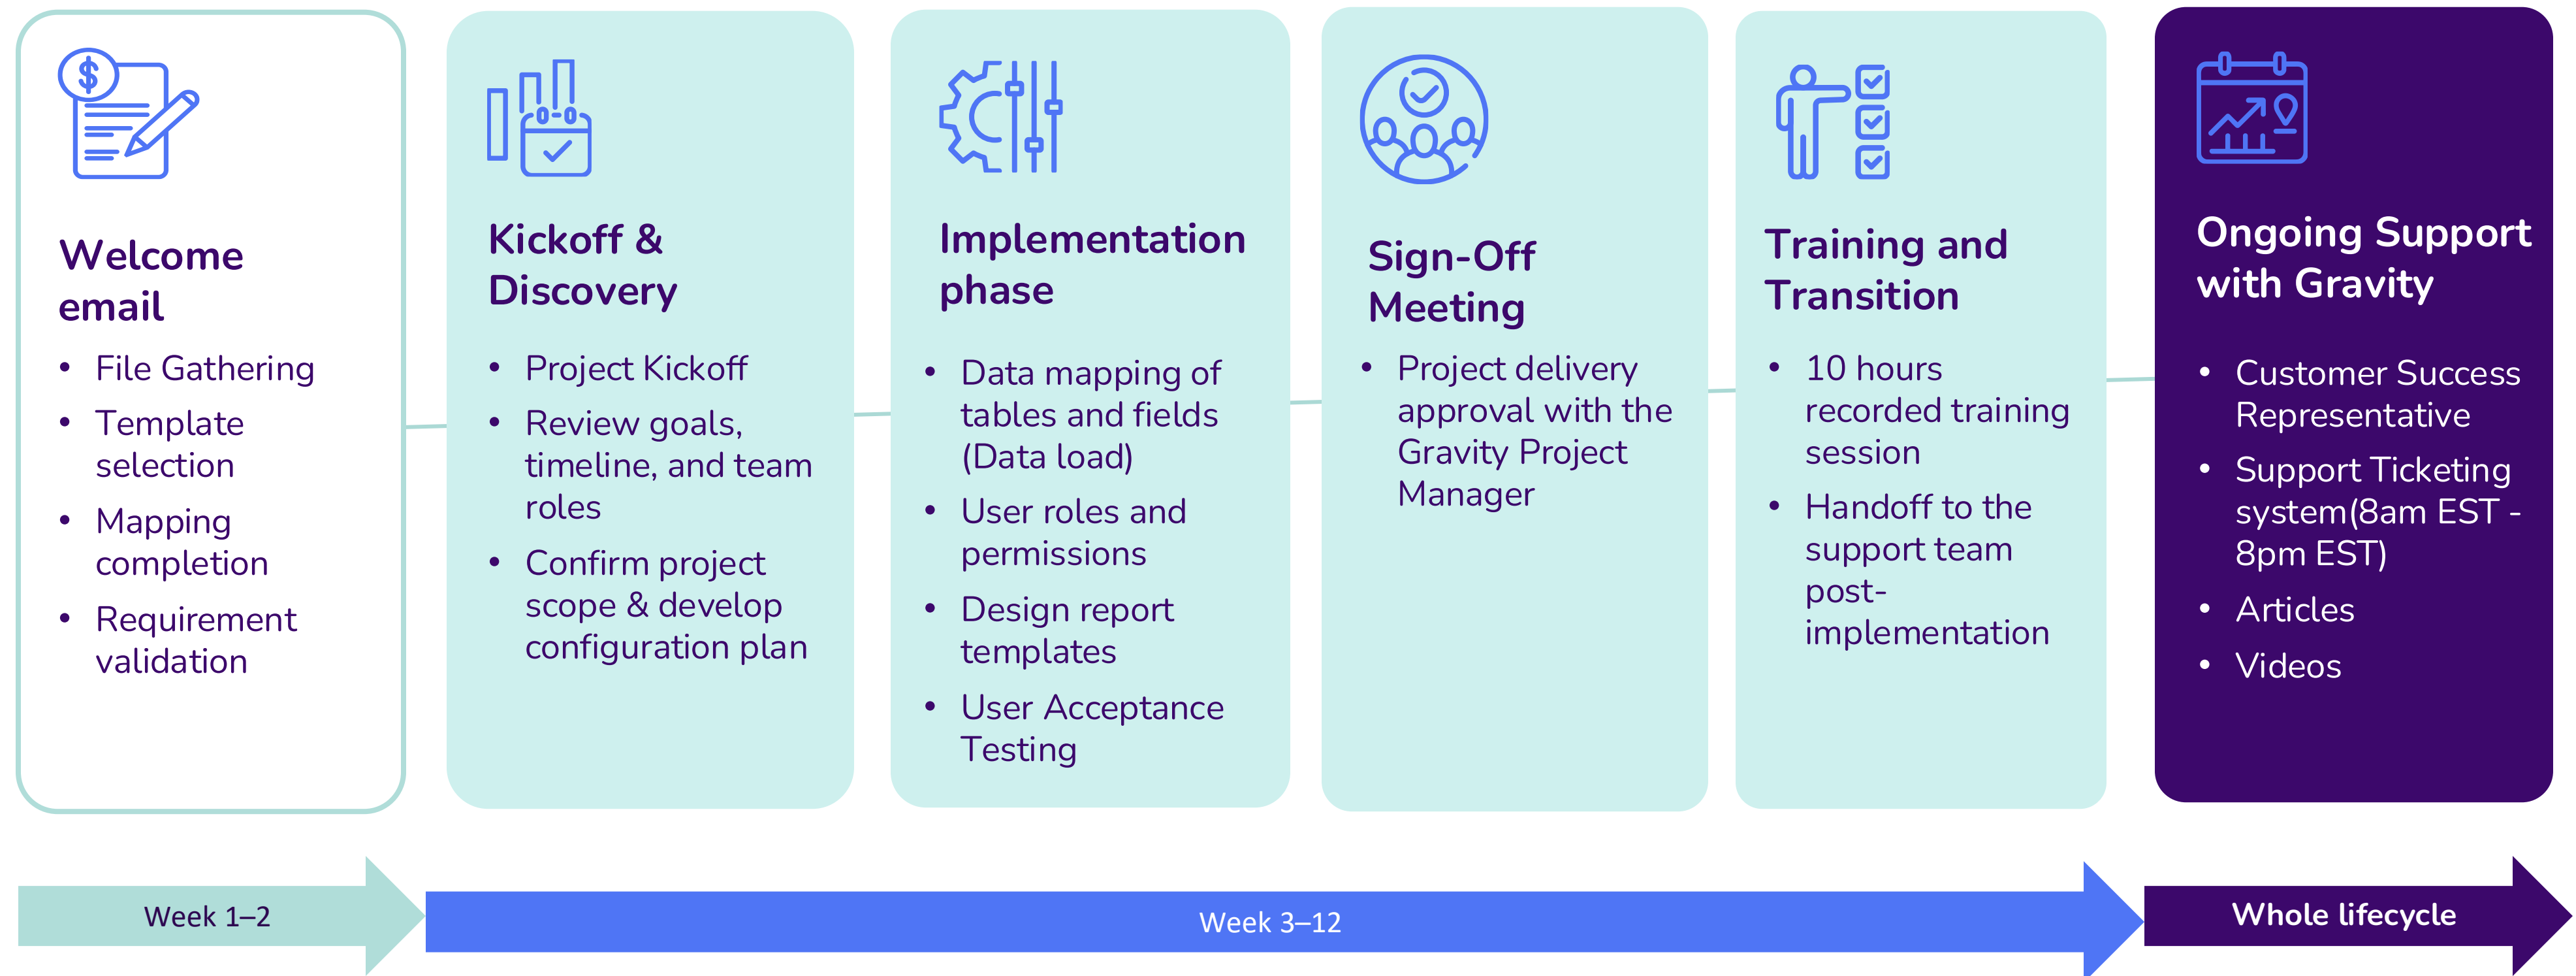 $
Welcome
email
• File Gathering
• Template
selection
• Mapping
completion
• Requirement
validation
Kickoff &
Discovery
• Project Kickoff
• Review goals,
timeline, and team
roles
• Confirm project
scope & develop
configuration plan
Implementation
phase
• Data mapping of
tables and fields
(Data load)
• User roles and
permissions
• Design report
templates
• User Acceptance
Testing
Sign-Off
Meeting
• Project delivery
approval with the
Gravity Project
Manager
Training and
Transition
• 10 hours
recorded training
session
• Handoff to the
support team
post-
implementation
Ongoing Support
with Gravity
• Customer Success
Representative
• Support Ticketing
system(8am EST -
8pm EST)
• Articles
• Videos
Week 1–2
Week 3–12
Whole lifecycle